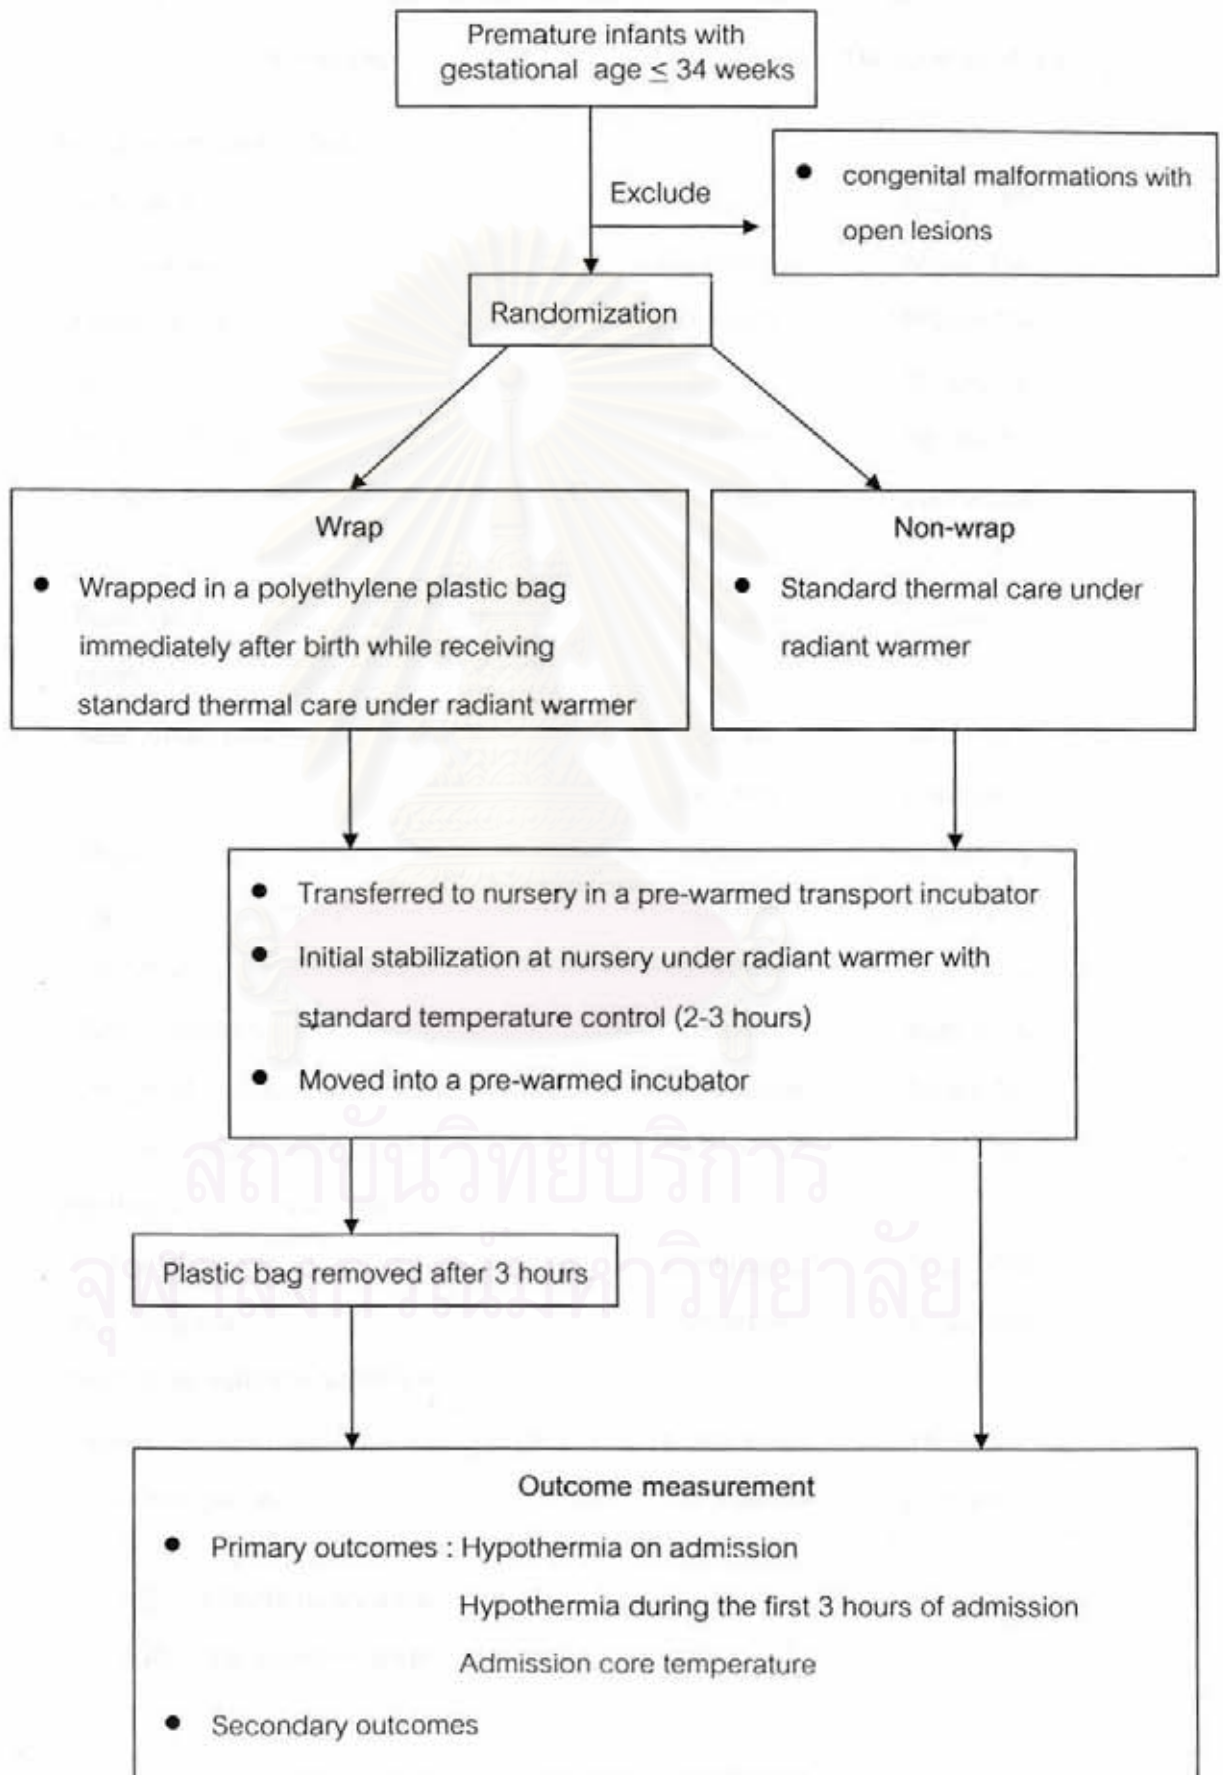 Premature infants with
gestational age ≤ 34 weeks
Exclude
● congenital malformations with
open lesions
Randomization
Wrap
● Wrapped in a polyethylene plastic bag
immediately after birth while receiving
standard thermal care under radiant warmer
Non-wrap
● Standard thermal care under
radiant warmer
● Transferred to nursery in a pre-warmed transport incubator
● Initial stabilization at nursery under radiant warmer with
standard temperature control (2-3 hours)
● Moved into a pre-warmed incubator
สถาบันวิทยบริการ
Plastic bag removed after 3 hours
จุฬาลงกรณ์มหาวิทยาลัย
Outcome measurement
● Primary outcomes : Hypothermia on admission
Hypothermia during the first 3 hours of admission
Admission core temperature
● Secondary outcomes